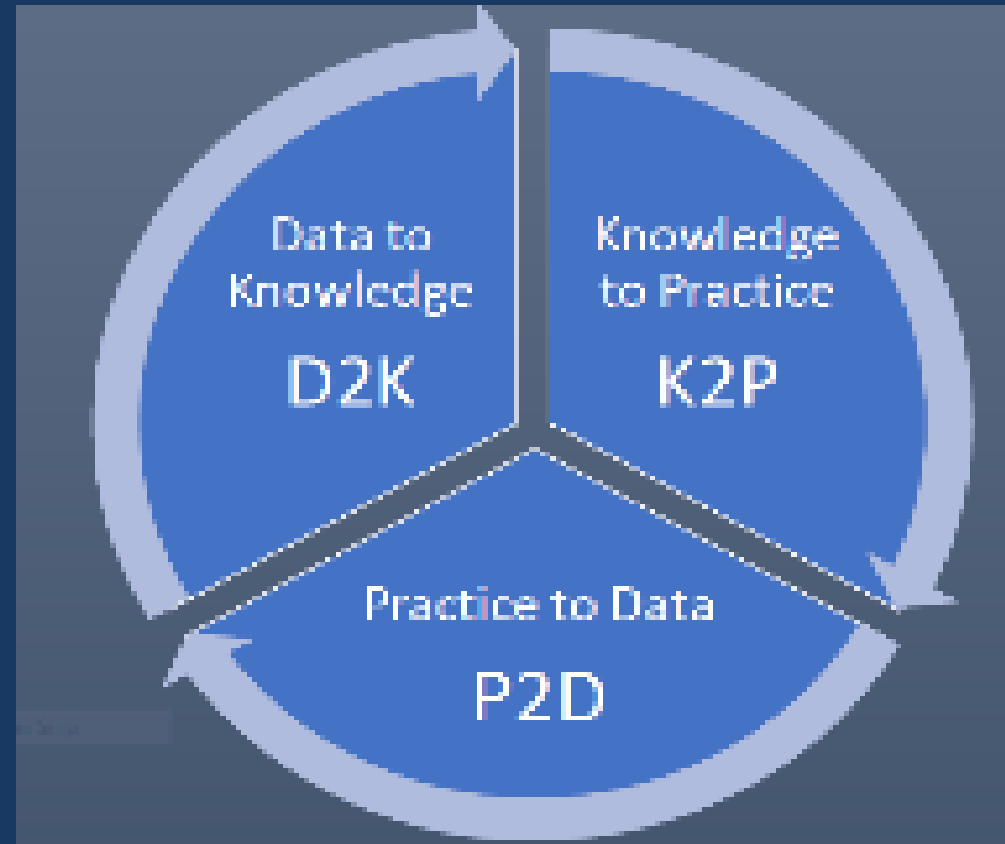 Data to
Knowledge
D2K
Knowledge
to Practice
K2P
Practice to Data
P2D